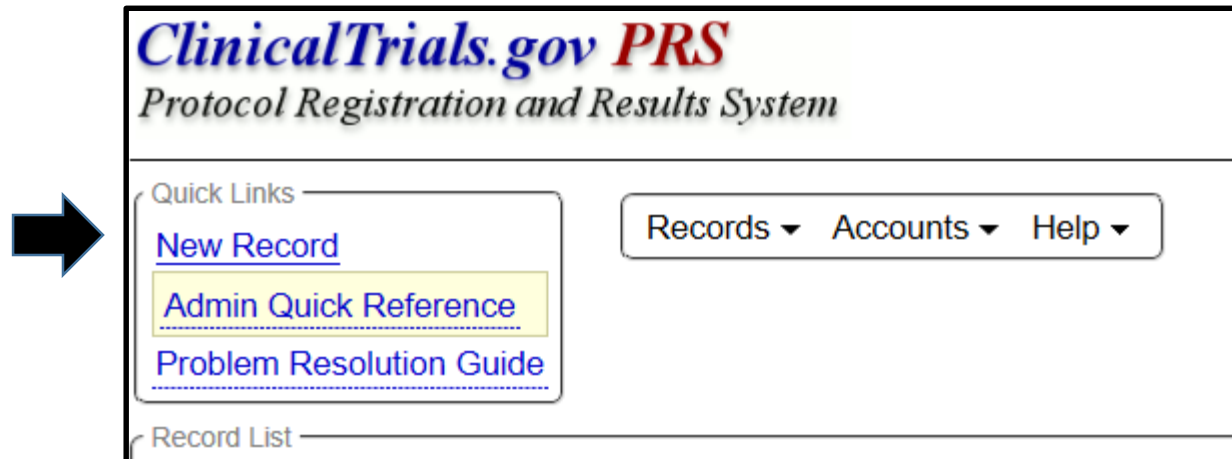 ClinicalTrials.gov PRS
Protocol Registration and Results System
Quick Links
New Record
Admin Quick Reference
Problem Resolution Guide
Records Accounts Help
Record List